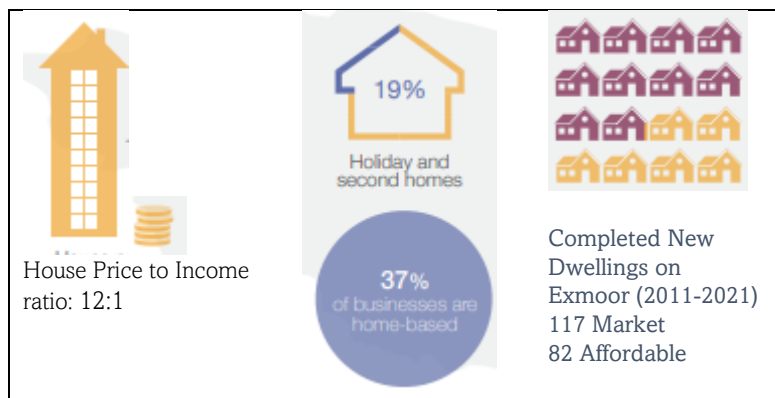 House Price to Income
ratio: 12:1
19%
Holiday and
second homes
37%
of businesses are
home-based
Completed New
Dwellings on
Exmoor (2011-2021)
117 Market
82 Affordable